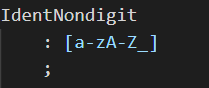 IdentNondigit
: [a-zA-Z_]
;